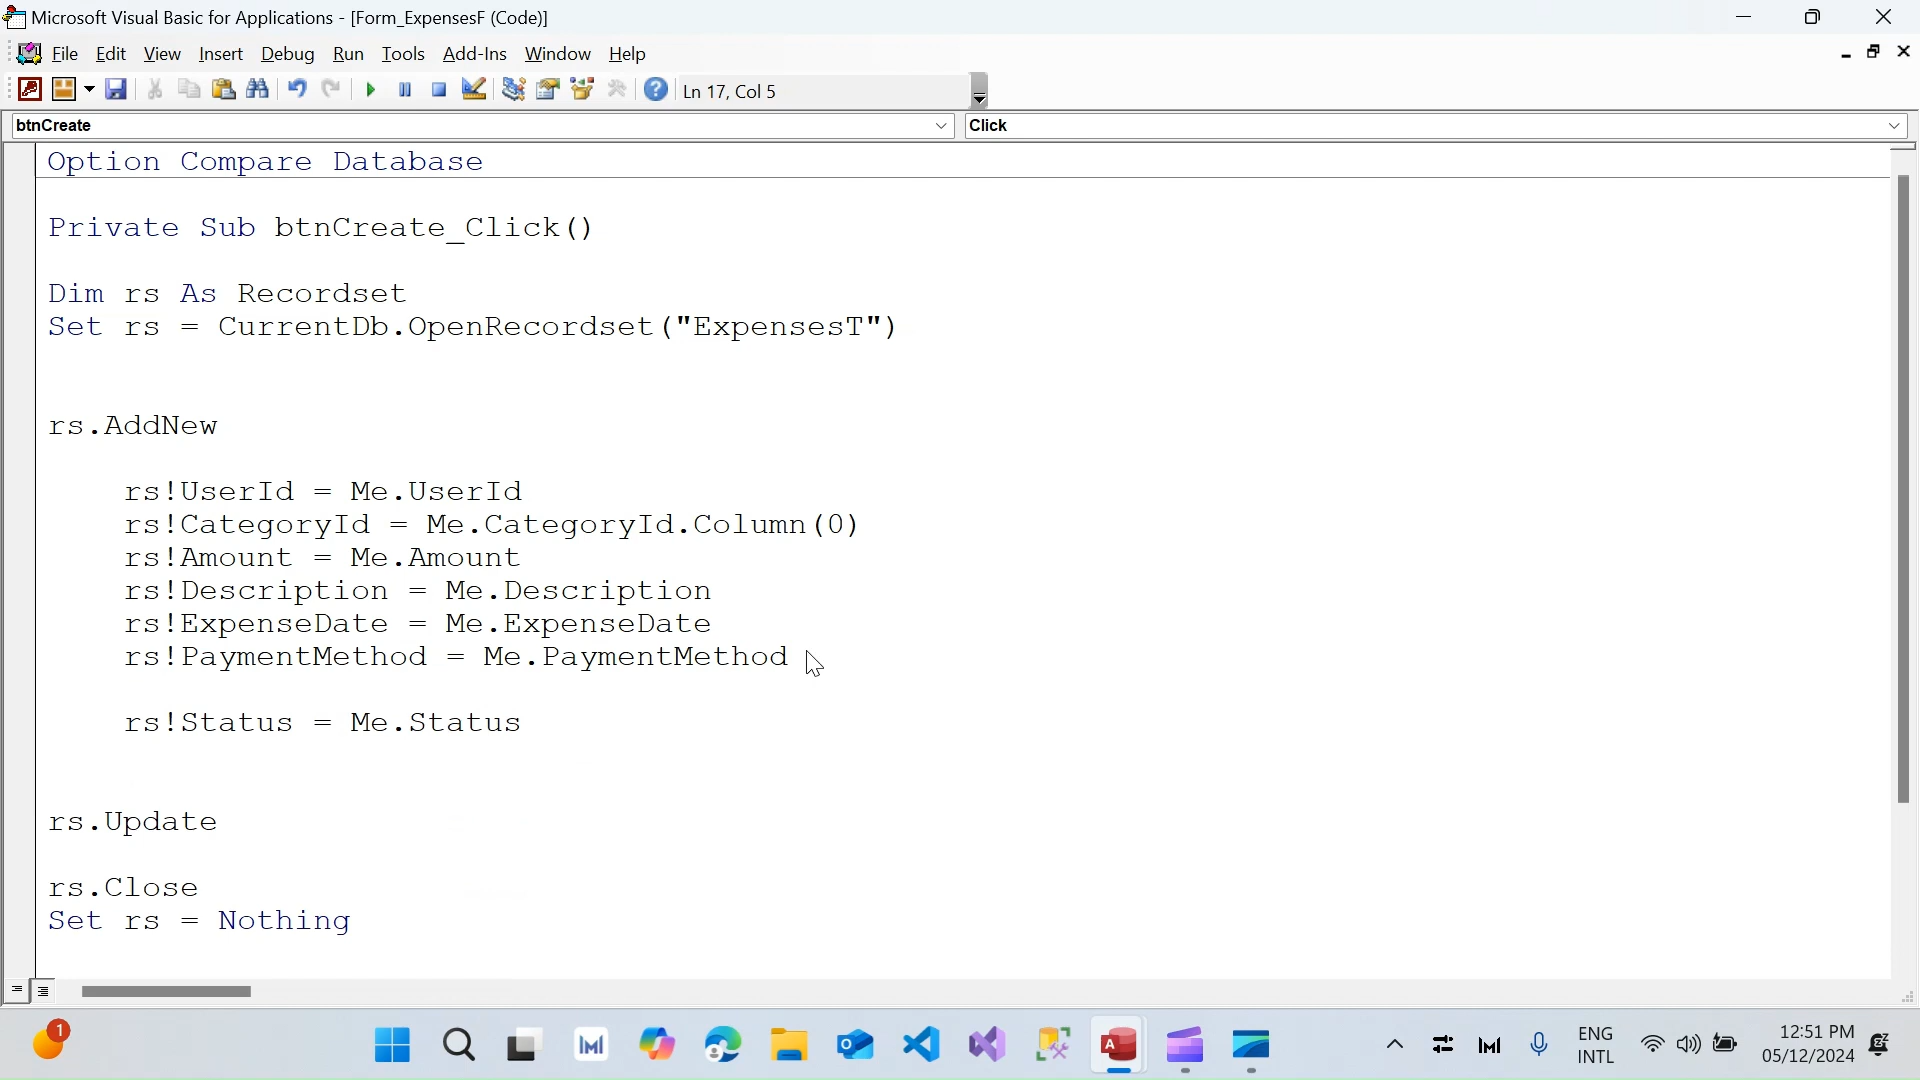 Microsoft Visual Basic for Applications - [Form_ExpensesF (Code)]
File Edit View Insert Debug Run Tools Add-Ins Window Help
Ln 17, Col 5
btnCreate
Click
Option Compare Database
Private Sub btnCreate_Click()
Dim rs As Recordset
Set rs = CurrentDb.OpenRecordset("ExpensesT")
rs.AddNew
rs!UserId = Me.UserId
rs!CategoryId = Me.CategoryId.Column(0)
rs!Amount = Me.Amount
rs!Description = Me.Description
rs!ExpenseDate = Me.ExpenseDate
rs!PaymentMethod = Me.PaymentMethod
rs!Status = Me.Status
rs.Update
rs.Close
Set rs = Nothing
1
ENG
INTL
12:51 PM
05/12/2024